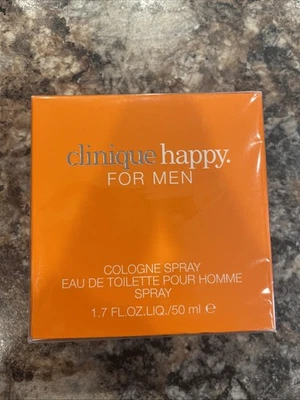 clinique happy.
FOR MEN
COLOGNE SPRAY
EAU DE TOILETTE POUR HOMME
SPRAY
1.7 FL.OZ.LIQ./50 ml ℮